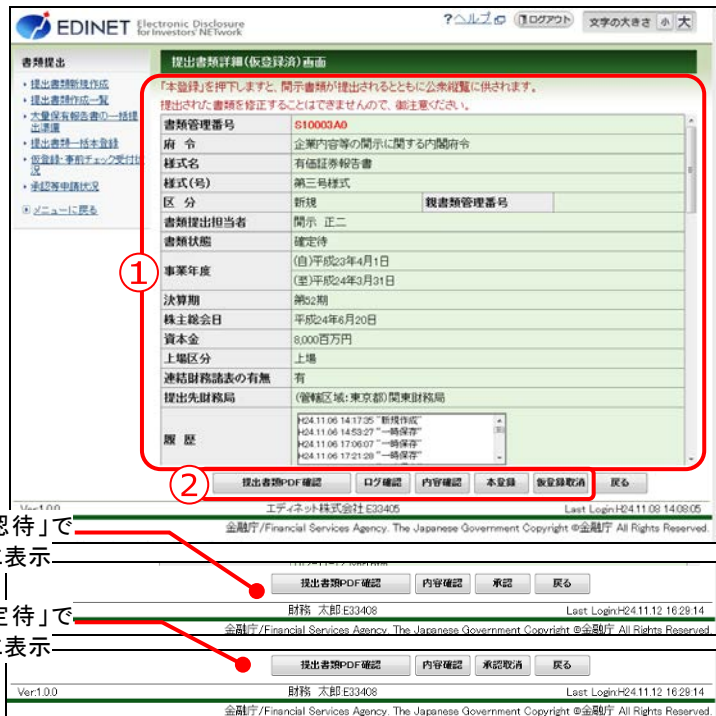 EDINET Electronic Disclosure for Investors' NETwork
?ヘルプ ログアウト 文字の大きさ 小 大
書類提出
・提出書類新規作成
・提出書類作成一覧
・大量保有報告書の一括提
出準備
・提出書類一括本登録
・仮登録・事前チェック受付状
況
・承認等申請状況
メニューに戻る
提出書類詳細(仮登録済)画面
「本登録」を押下しますと、開示書類が提出されるとともに公衆縦覧に供されます。
提出された書類を修正することはできませんので、御注意ください。
①
書類管理番号 S10003A0
府 令 企業内容等の開示に関する内閣府令
様式名 有価証券報告書
様式(号) 第三号様式
区 分 新規 親書類管理番号
書類提出担当者 開示 正二
書類状態 確定待
事業年度 (自)平成23年4月1日
(至)平成24年3月31日
決算期 第52期
株主総会日 平成24年6月20日
資本金 8,000百万円
上場区分 上場
連結財務諸表の有無 有
提出先財務局 (管轄区域:東京都)関東財務局
履 歴 H24.11.06 14:17:35 "新規作成"
H24.11.06 14:53:27 "一時保存"
H24.11.06 17:06:07 "一時保存"
H24.11.06 17:21:28 "一時保存"
②
提出書類PDF確認 ログ確認 内容確認 本登録 仮登録取消 戻る
Ver.1.0.0 エディネット株式会社:E33405 Last Login:H24.11.08 14:08:05
金融庁/Financial Services Agency. The Japanese Government Copyright ©金融庁 All Rights Reserved.
認待」で
表示
提出書類PDF確認 内容確認 承認 戻る
財務 太郎:E33408 Last Login:H24.11.12 16:29:14
金融庁/Financial Services Agency. The Japanese Government Copyright ©金融庁 All Rights Reserved.
定待」で
表示
提出書類PDF確認 内容確認 承認取消 戻る
Ver.1.0.0 財務 太郎:E33408 Last Login:H24.11.12 16:29:14
金融庁/Financial Services Agency. The Japanese Government Copyright ©金融庁 All Rights Reserved.